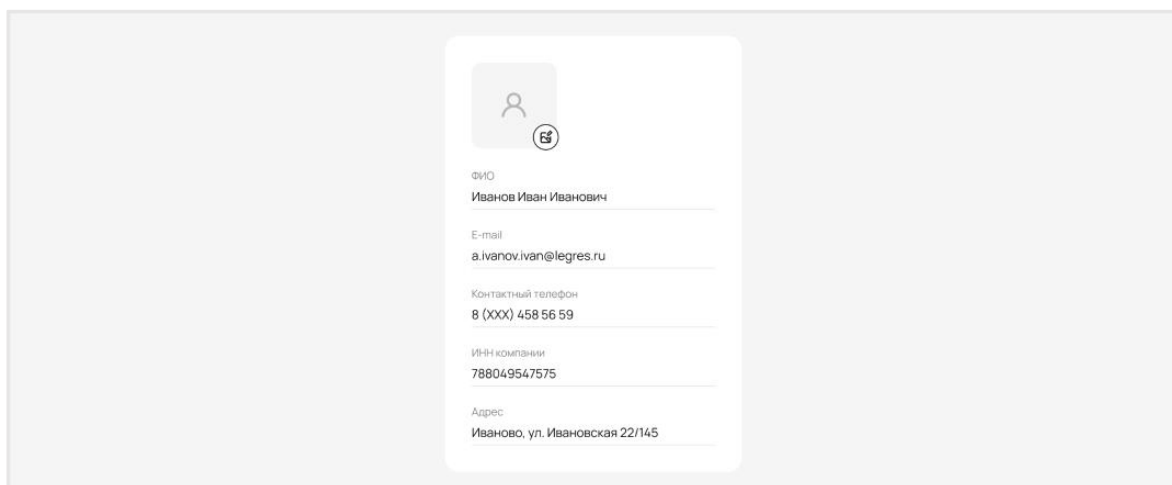 ФИО
Иванов Иван Иванович
E-mail
a.ivanov.ivan@legres.ru
Контактный телефон
8 (XXX) 458 56 59
ИНН компании
788049547575
Адрес
Иваново, ул. Ивановская 22/145